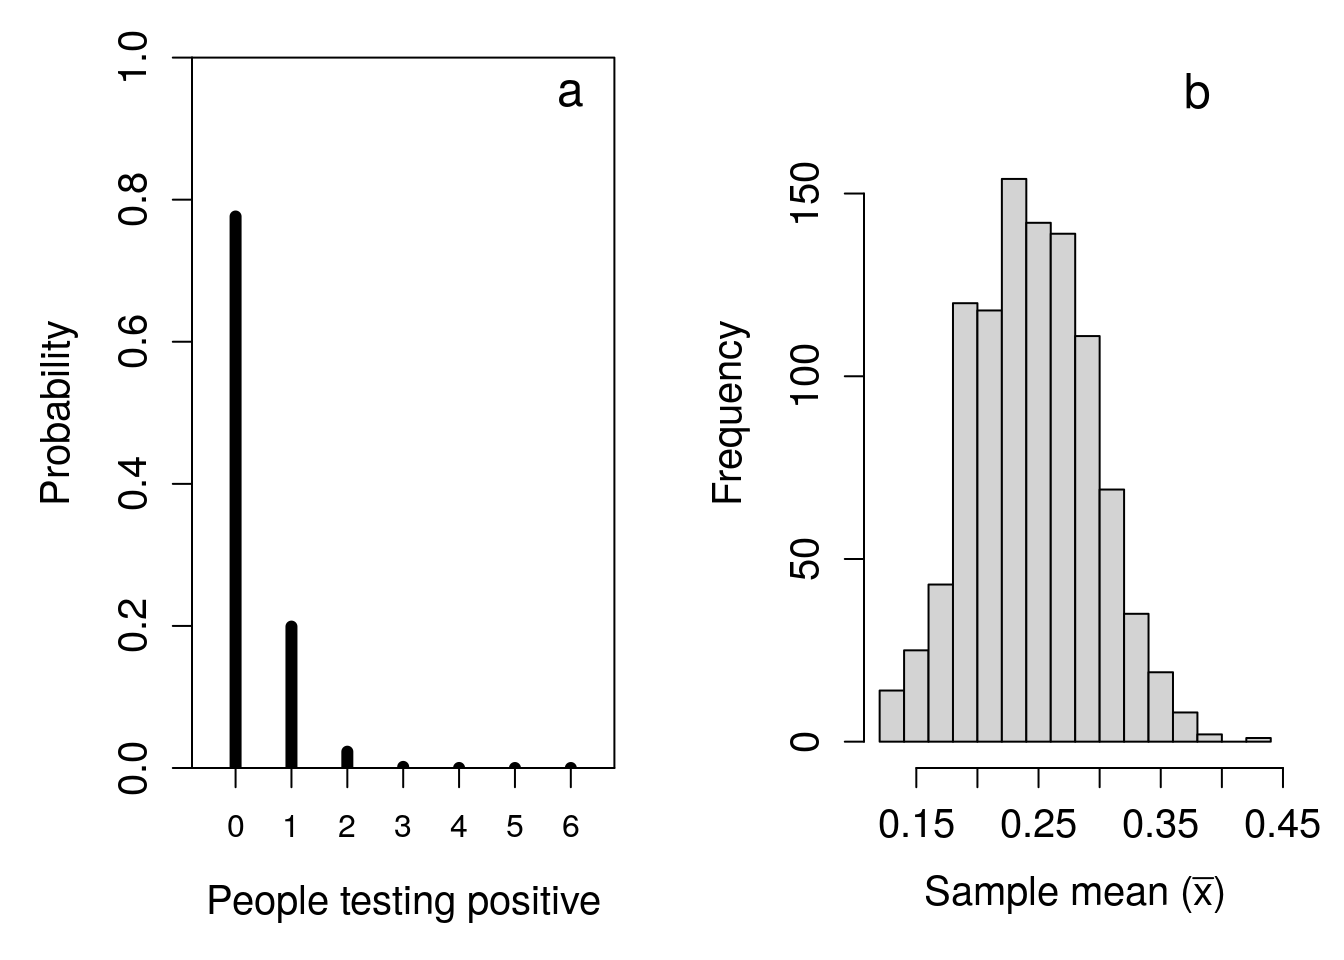 a
1.0
0.8
0.6
0.4
0.2
0.0
Probability
0 1 2 3 4 5 6
People testing positive
b
150
100
50
0
Frequency
0.15 0.25 0.35 0.45
Sample mean (x̅)